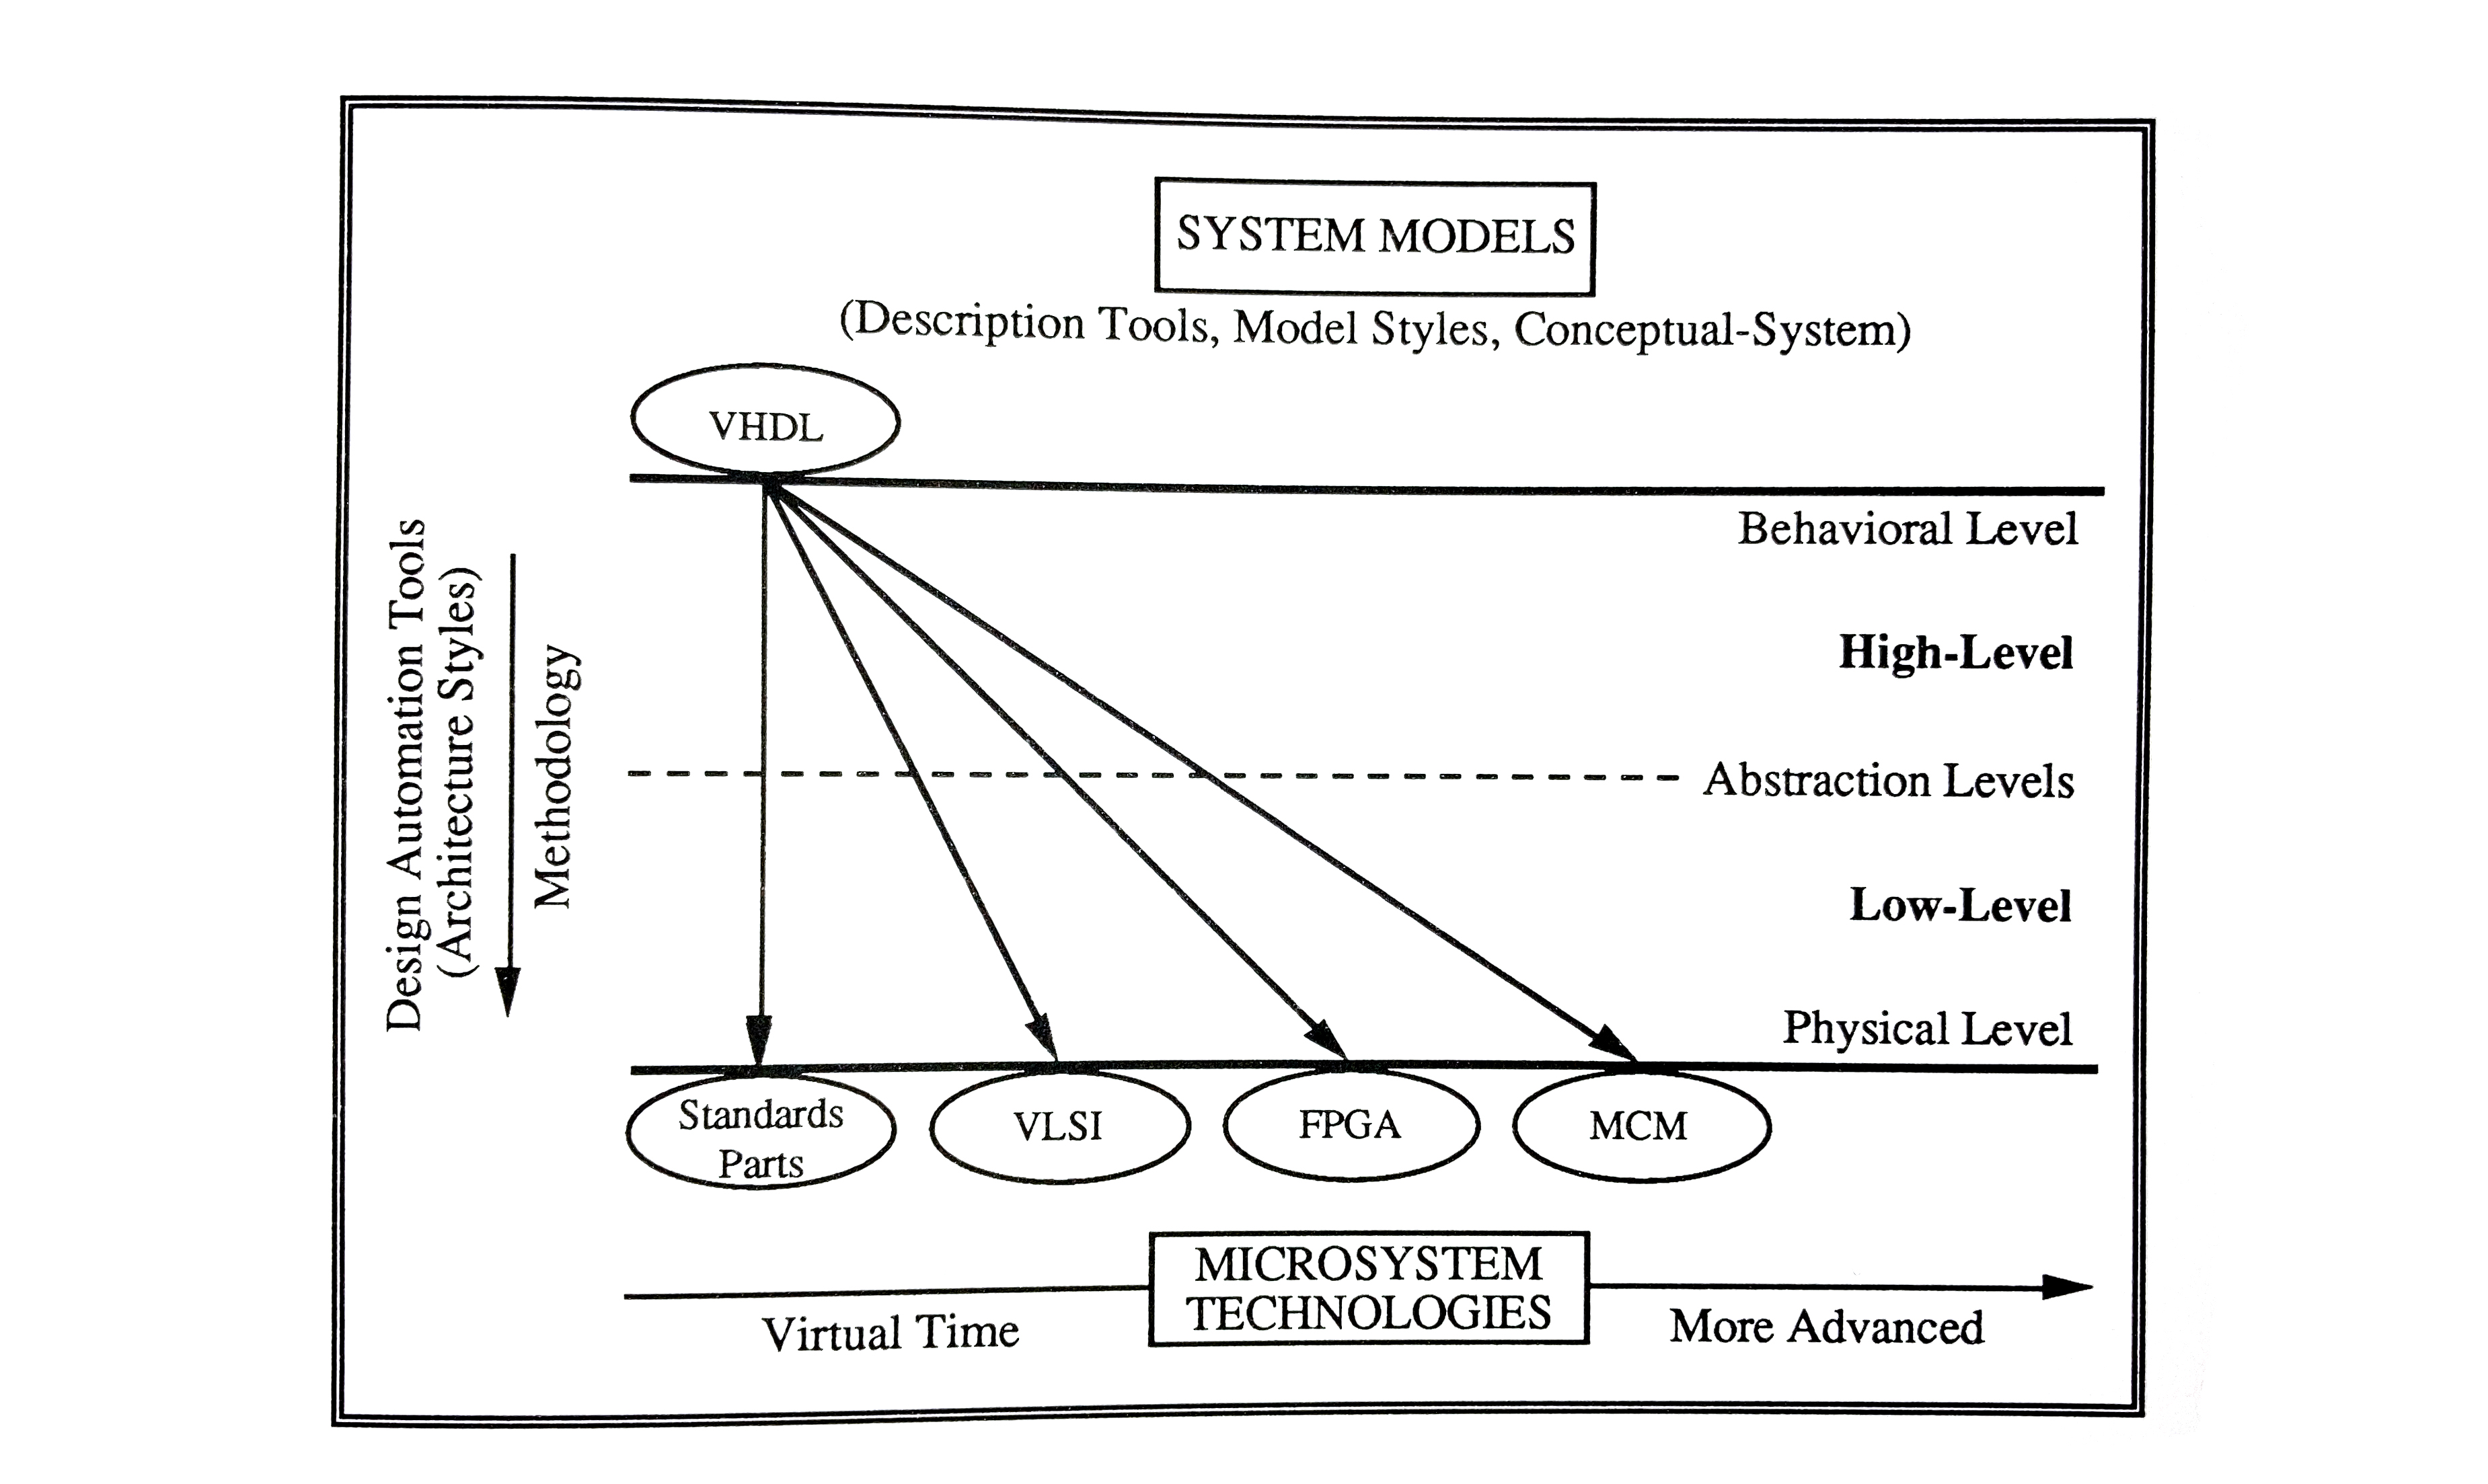 SYSTEM MODELS
(Description Tools, Model Styles, Conceptual-System)
VHDL
Behavioral Level
High-Level
Abstraction Levels
Low-Level
Physical Level
Design Automation Tools
(Architecture Styles)
Methodology
Standards
Parts
VLSI
FPGA
MCM
MICROSYSTEM
TECHNOLOGIES
Virtual Time
More Advanced